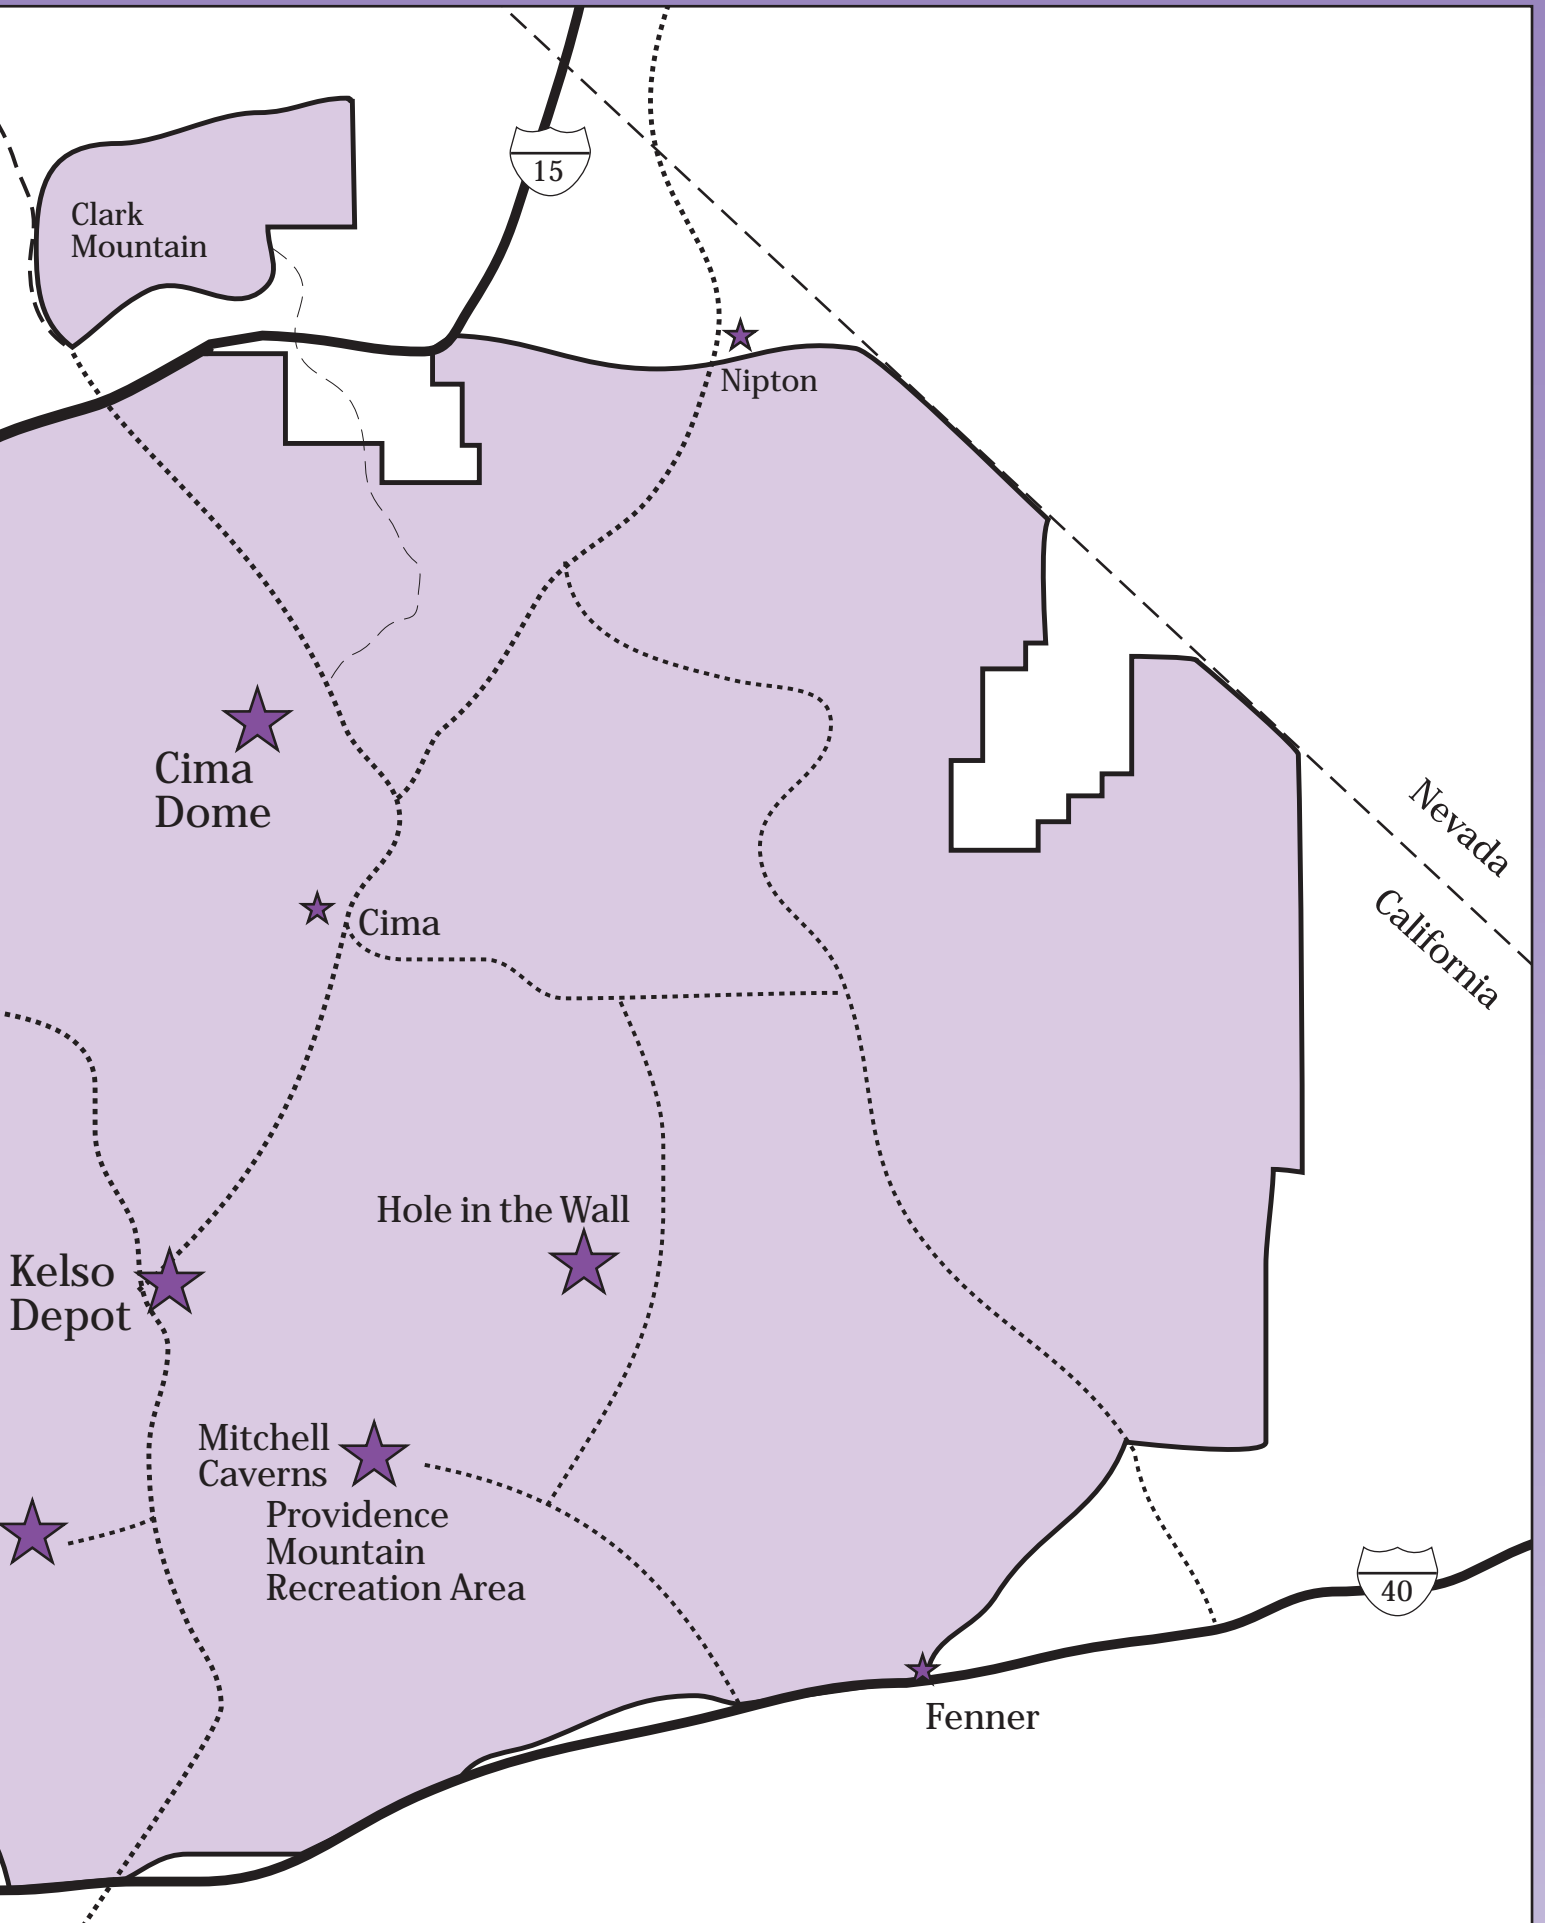 15
Clark
Mountain
Nipton
Cima
Dome
Nevada
California
Cima
Hole in the Wall
Kelso
Depot
Mitchell
Caverns
Providence
Mountain
Recreation Area
40
Fenner